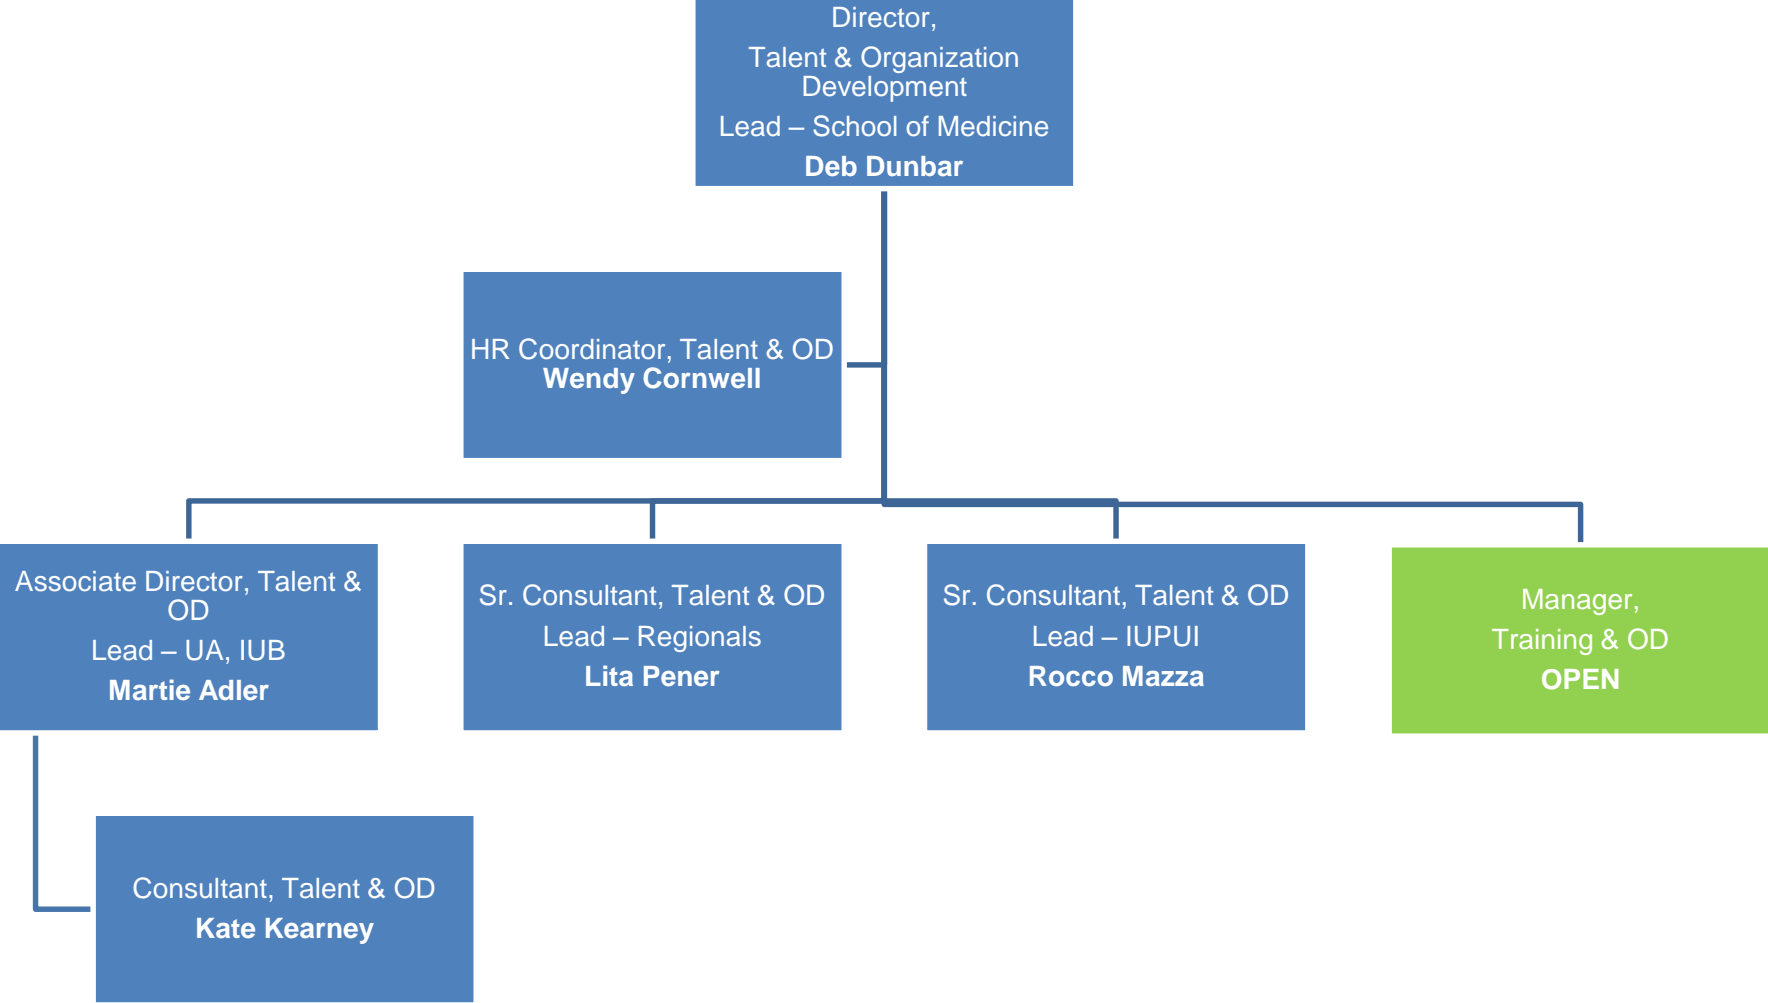 Director,
Talent & Organization
Development
Lead – School of Medicine
Deb Dunbar
HR Coordinator, Talent & OD
Wendy Cornwell
Associate Director, Talent &
OD
Lead – UA, IUB
Martie Adler
Sr. Consultant, Talent & OD
Lead – Regionals
Lita Pener
Sr. Consultant, Talent & OD
Lead – IUPUI
Rocco Mazza
Manager,
Training & OD
OPEN
Consultant, Talent & OD
Kate Kearney